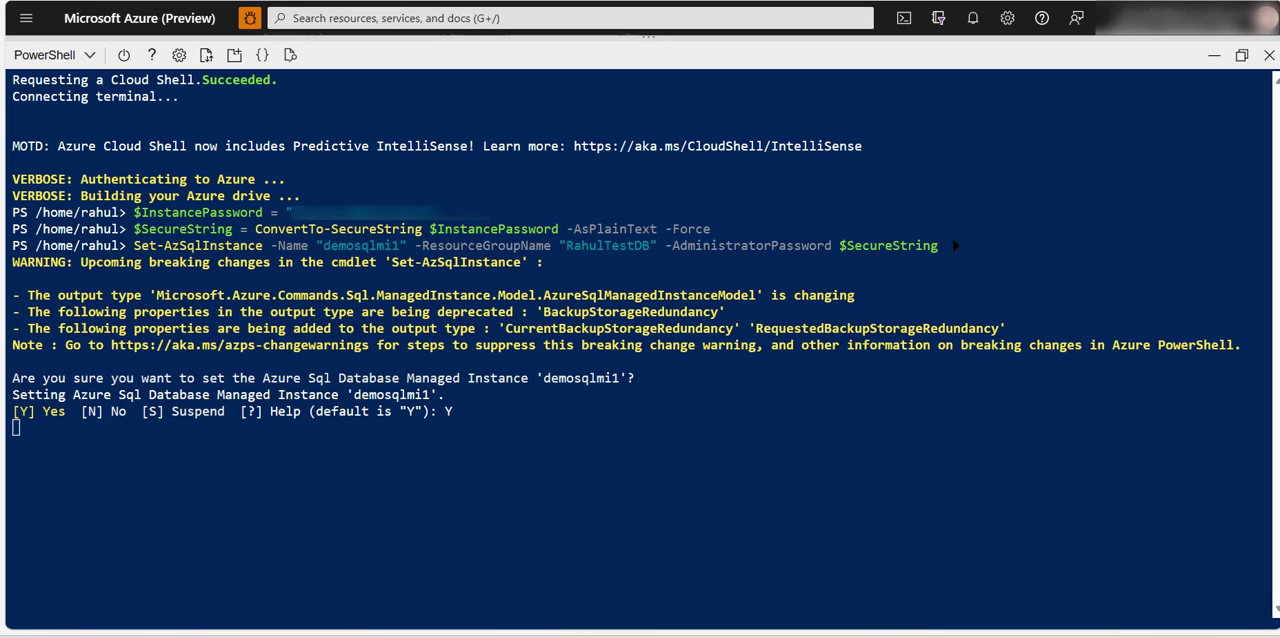 Microsoft Azure (Preview)
Search resources, services, and docs (G+/)
PowerShell
Requesting a Cloud Shell.Succeeded.
Connecting terminal...
MOTD: Azure Cloud Shell now includes Predictive IntelliSense! Learn more: https://aka.ms/CloudShell/IntelliSense
VERBOSE: Authenticating to Azure ...
VERBOSE: Building your Azure drive ...
PS /home/rahul> $InstancePassword = "
PS /home/rahul> $SecureString = ConvertTo-SecureString $InstancePassword -AsPlainText -Force
PS /home/rahul> Set-AzSqlInstance -Name "demosqlmi1" -ResourceGroupName "RahulTestDB" -AdministratorPassword $SecureString
WARNING: Upcoming breaking changes in the cmdlet 'Set-AzSqlInstance' :
- The output type 'Microsoft.Azure.Commands.Sql.ManagedInstance.Model.AzureSqlManagedInstanceModel' is changing
- The following properties in the output type are being deprecated : 'BackupStorageRedundancy'
- The following properties are being added to the output type : 'CurrentBackupStorageRedundancy' 'RequestedBackupStorageRedundancy'
Note : Go to https://aka.ms/azps-changewarnings for steps to suppress this breaking change warning, and other information on breaking changes in Azure PowerShell.
Are you sure you want to set the Azure Sql Database Managed Instance 'demosqlmi1'?
Setting Azure Sql Database Managed Instance 'demosqlmi1'.
[Y] Yes  [N] No  [S] Suspend  [?] Help (default is "Y"): Y